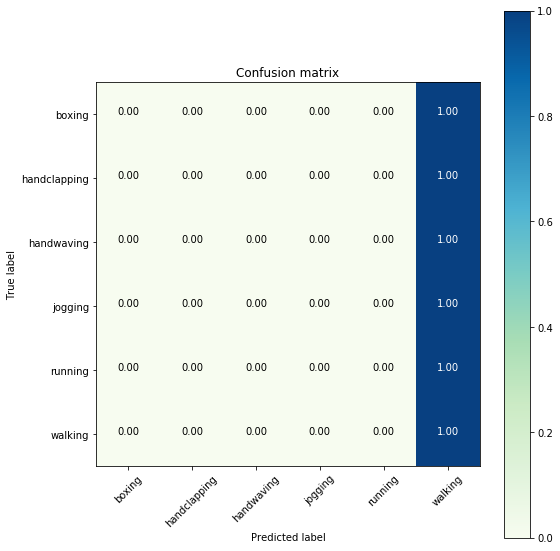 Confusion matrix
True label
boxing 0.00 0.00 0.00 0.00 0.00 1.00
handclapping 0.00 0.00 0.00 0.00 0.00 1.00
handwaving 0.00 0.00 0.00 0.00 0.00 1.00
jogging 0.00 0.00 0.00 0.00 0.00 1.00
running 0.00 0.00 0.00 0.00 0.00 1.00
walking 0.00 0.00 0.00 0.00 0.00 1.00
boxing handclapping handwaving jogging running walking
Predicted label
1.0
0.8
0.6
0.4
0.2
0.0